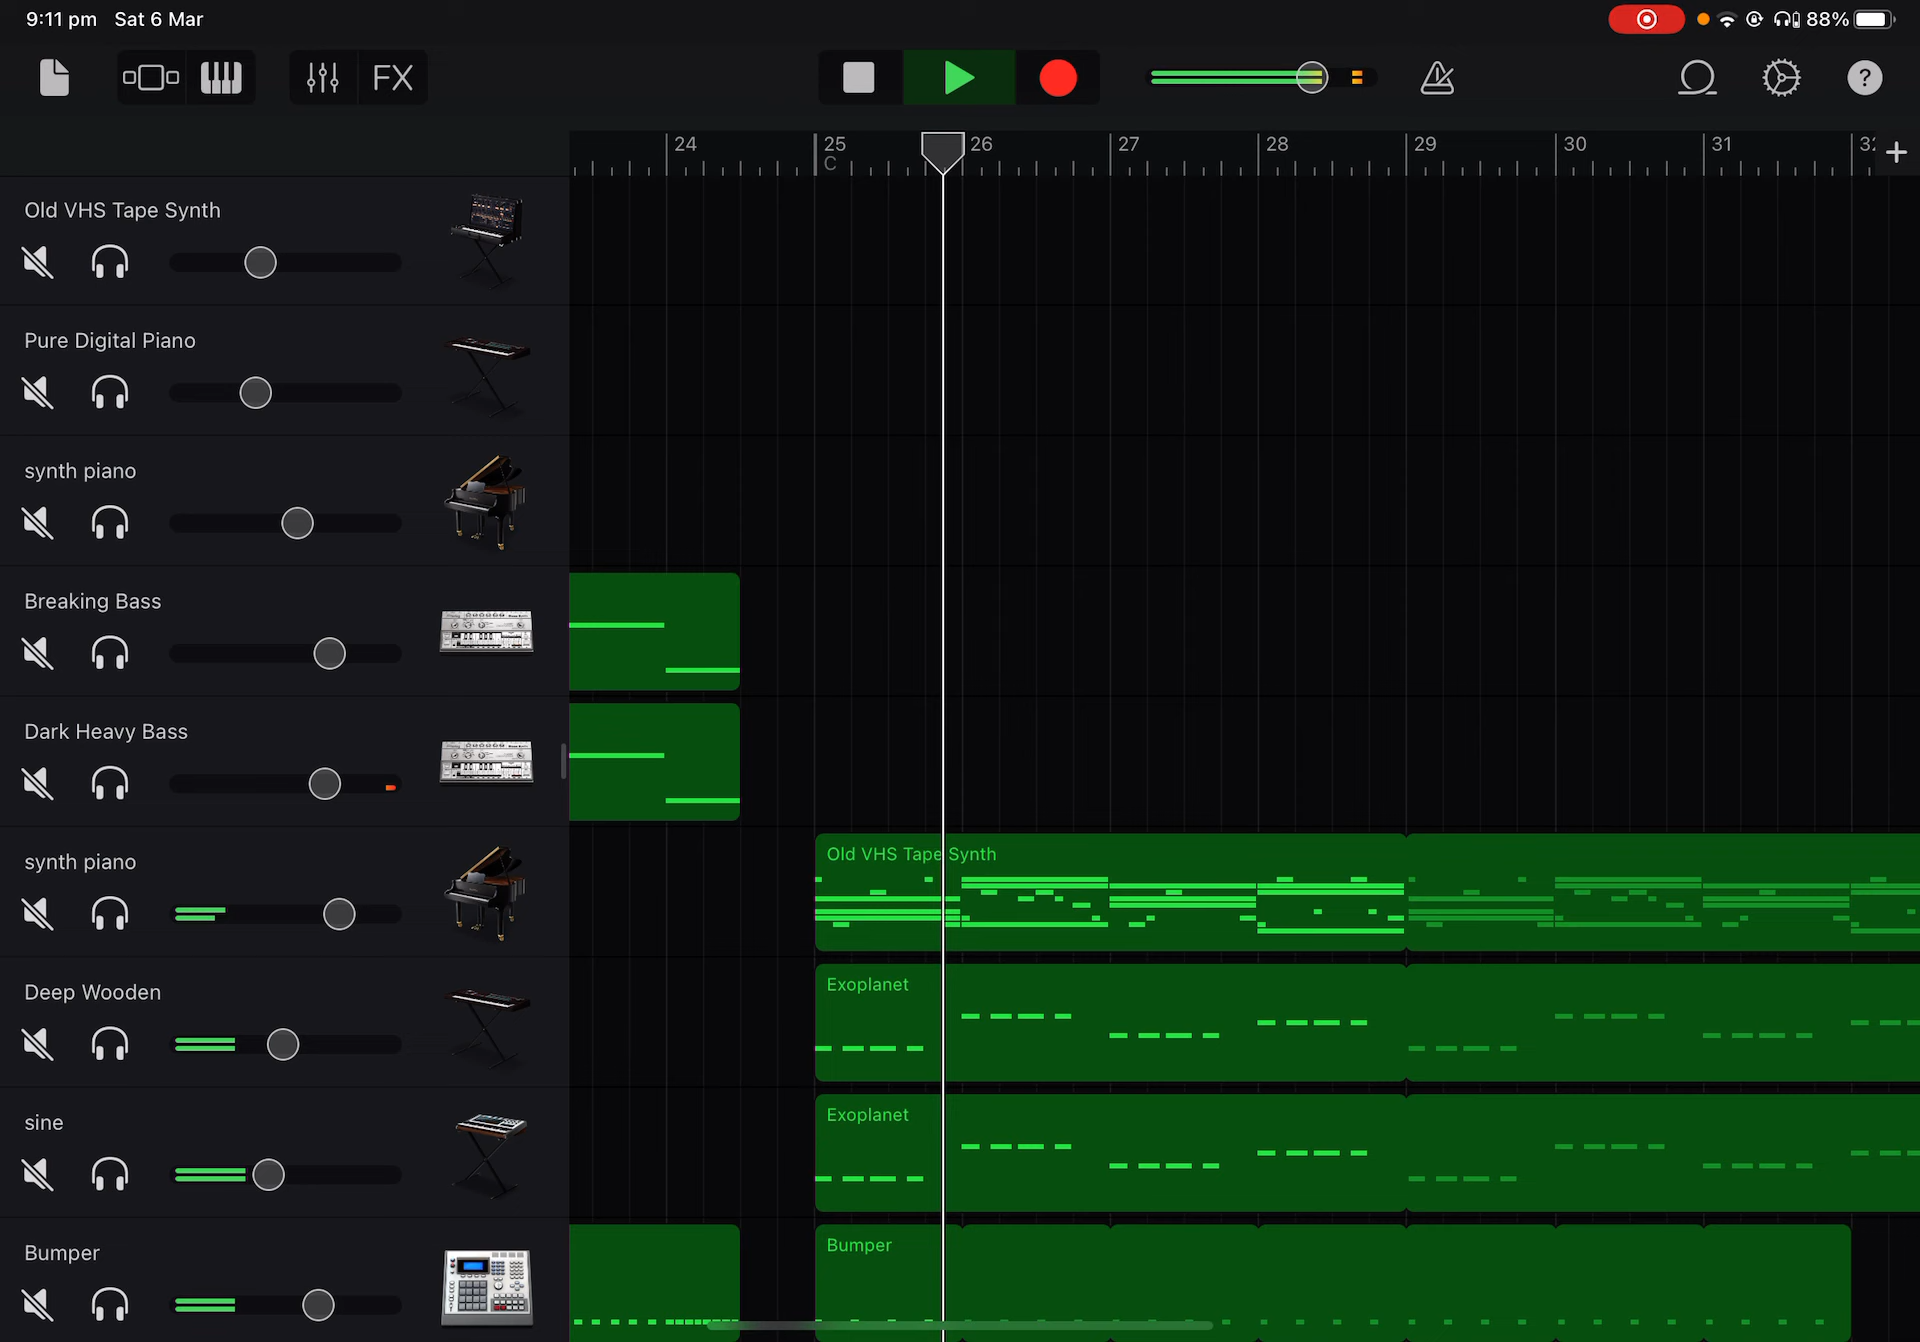 9:11 pm Sat 6 Mar
88%
FX
?
24 25 26 27 28 29 30 31
C
+
Old VHS Tape Synth
Pure Digital Piano
synth piano
Breaking Bass
Dark Heavy Bass
synth piano
Old VHS Tape Synth
Deep Wooden
Exoplanet
sine
Exoplanet
Bumper
Bumper